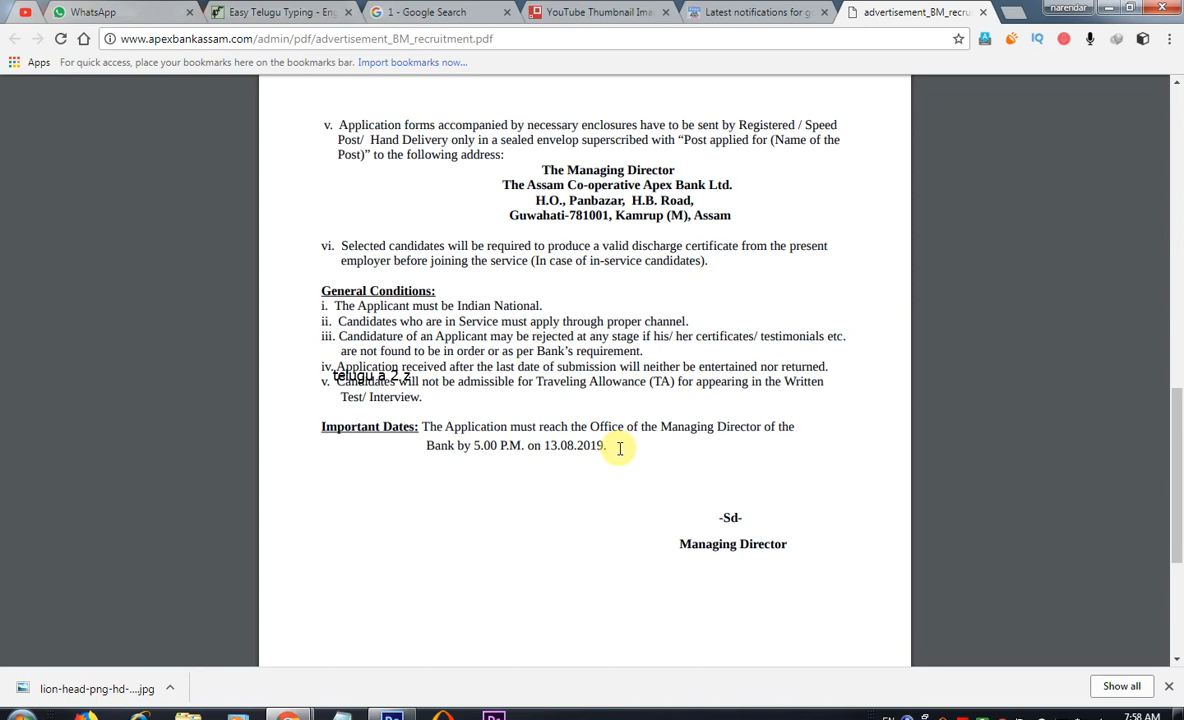 WhatsApp
Easy Telugu Typing - Eng
1 - Google Search
YouTube Thumbnail Ima
Latest notifications for g
advertisement_BM_recru
narendar
www.apexbankassam.com/admin/pdf/advertisement_BM_recruitment.pdf
IQ
Apps For quick access, place your bookmarks here on the bookmarks bar. Import bookmarks now...
v. Application forms accompanied by necessary enclosures have to be sent by Registered / Speed
Post/ Hand Delivery only in a sealed envelop superscribed with “Post applied for (Name of the
Post)” to the following address:
The Managing Director
The Assam Co-operative Apex Bank Ltd.
H.O., Panbazar, H.B. Road,
Guwahati-781001, Kamrup (M), Assam
vi. Selected candidates will be required to produce a valid discharge certificate from the present
employer before joining the service (In case of in-service candidates).
General Conditions:
i. The Applicant must be Indian National.
ii. Candidates who are in Service must apply through proper channel.
iii. Candidature of an Applicant may be rejected at any stage if his/ her certificates/ testimonials etc.
are not found to be in order or as per Bank’s requirement.
iv. Application received after the last date of submission will neither be entertained nor returned.
telugu a 2 z
v. Candidates will not be admissible for Traveling Allowance (TA) for appearing in the Written
Test/ Interview.
Important Dates: The Application must reach the Office of the Managing Director of the
Bank by 5.00 P.M. on 13.08.2019.
-Sd-
Managing Director
lion-head-png-hd-....jpg
Show all
EN
7:58 AM